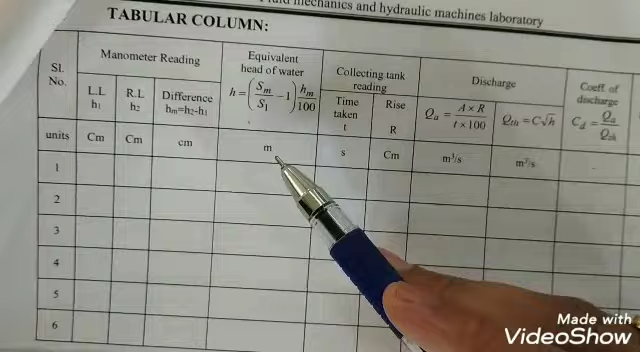 mechanics and hydraulic machines laboratory
TABULAR COLUMN:
Sl. No. | Manometer Reading | Equivalent head of water | Collecting tank reading | Discharge | Coeff. of discharge
L.L h₁ | R.L h₂ | Difference hm=h₂-h₁ | h=(Sm/S1 −1)hm/100 | Time taken t | Rise R | Qa = A×R / t×100 | Qth =C√h | Cd = Qa/Qth
units | Cm | Cm | cm | m | s | Cm | m³/s | m³/s
1
2
3
4
5
6
Made with
VideoShow